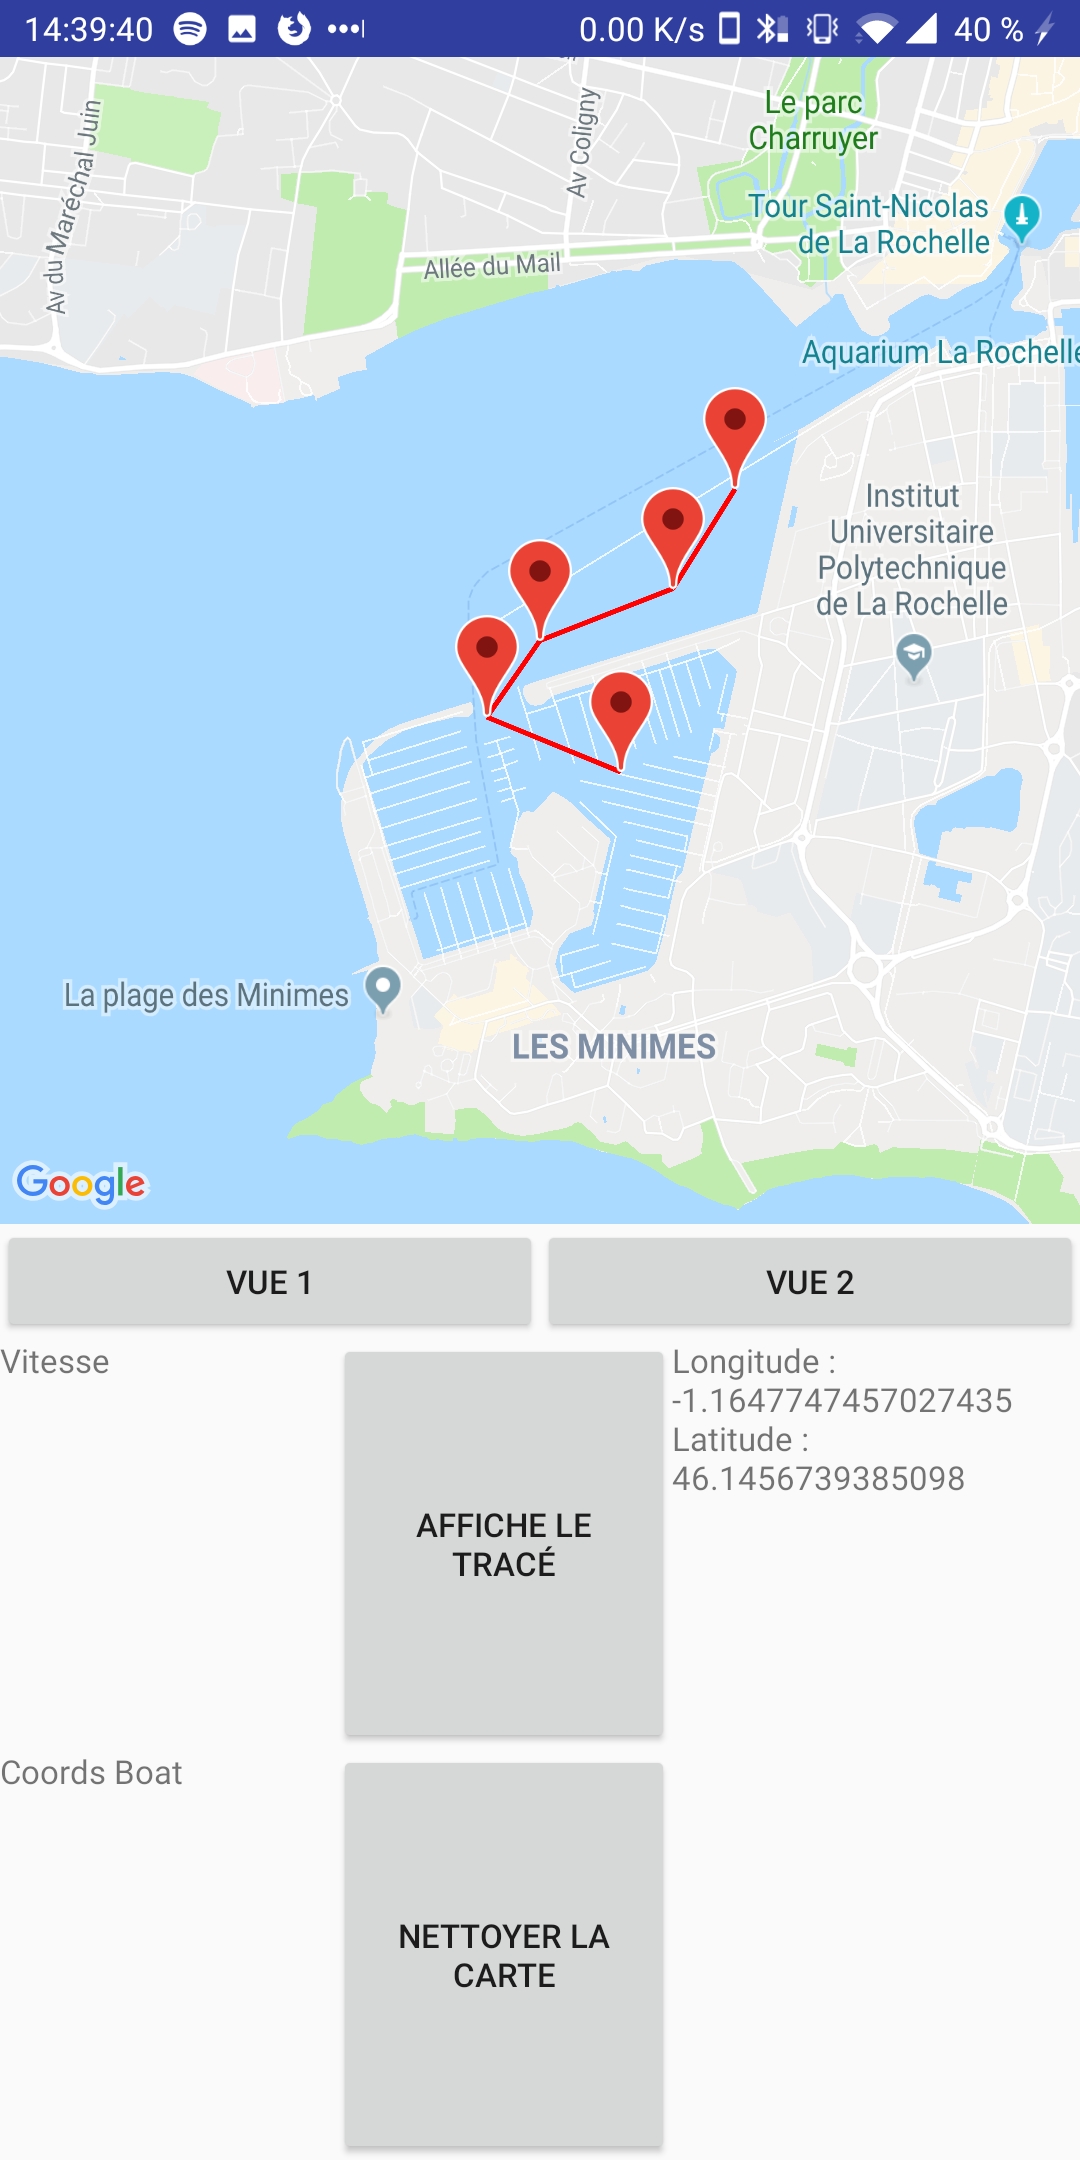 14:39:40 0.00 K/s 40 %
Av du Maréchal Juin
Av Coligny
Le parc
Charruyer
Tour Saint-Nicolas
de La Rochelle
Allée du Mail
Aquarium La Rochelle
Institut
Universitaire
Polytechnique
de La Rochelle
La plage des Minimes
LES MINIMES
Google
VUE 1
VUE 2
Vitesse
AFFICHE LE
TRACÉ
Longitude :
-1.1647747457027435
Latitude :
46.1456739385098
Coords Boat
NETTOYER LA
CARTE